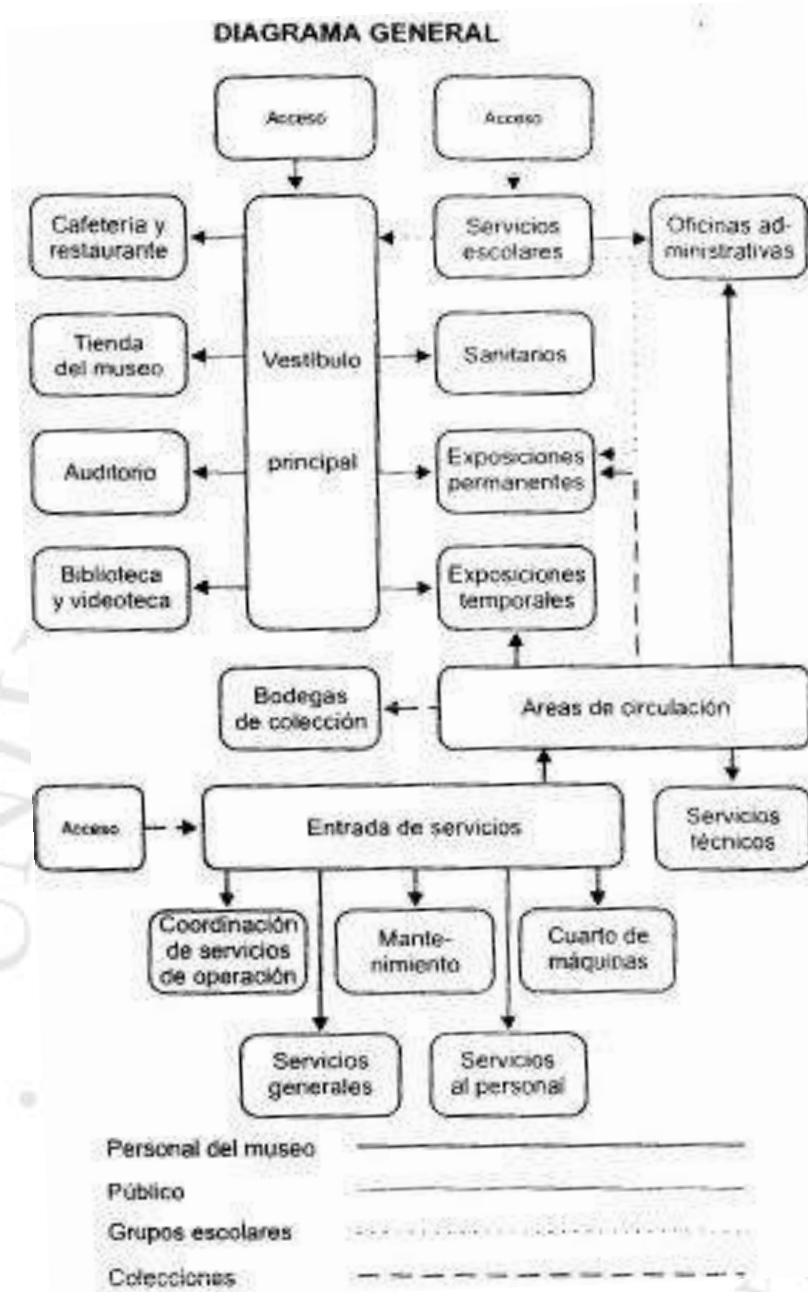 DIAGRAMA GENERAL
Acceso
Acceso
Cafetería y
restaurante
Servicios
escolares
Oficinas ad-
ministrativas
Tienda
del museo
Vestíbulo
Sanitarios
Auditorio
principal
Exposiciones
permanentes
Biblioteca
y videoteca
Exposiciones
temporales
Bodegas
de colección
Areas de circulación
Acceso
Entrada de servicios
Servicios
técnicos
Coordinación
de servicios
de operación
Mante-
nimiento
Cuarto de
máquinas
Servicios
generales
Servicios
al personal
Personal del museo
Público
Grupos escolares
Colecciones